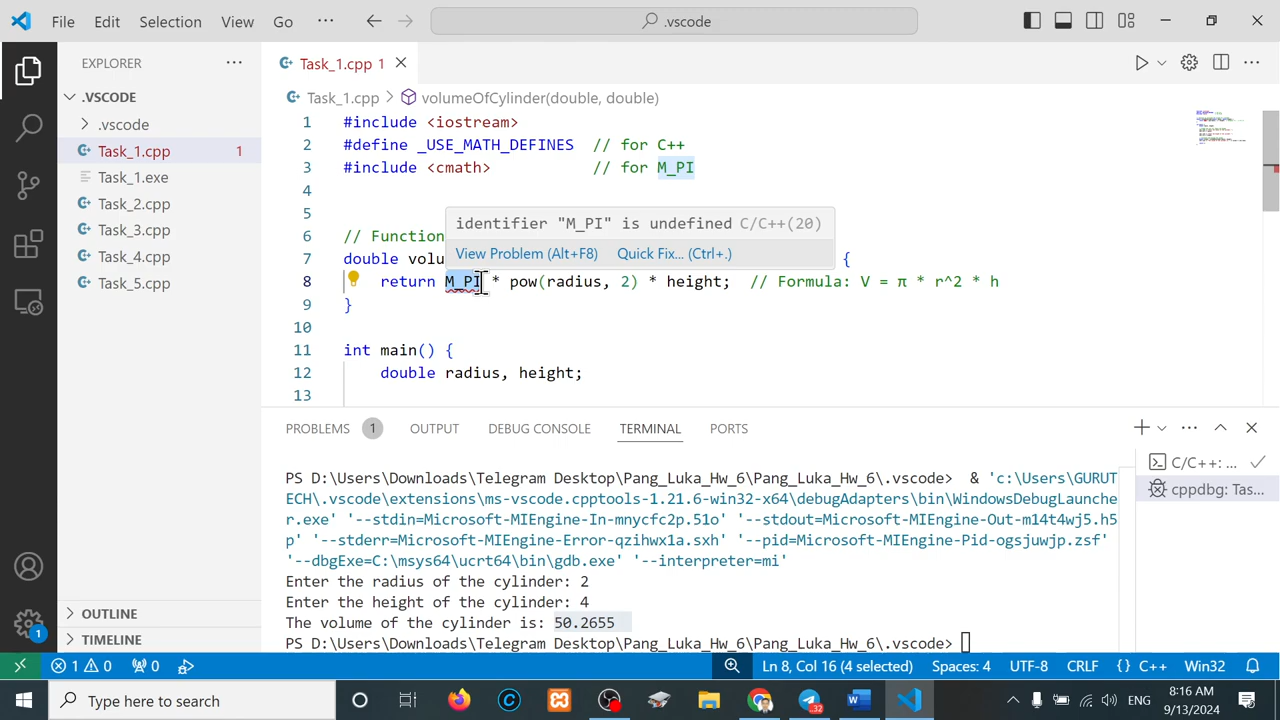 File Edit Selection View Go ··· .vscode
EXPLORER ···
.VSCODE
.vscode
Task_1.cpp 1
Task_1.exe
Task_2.cpp
Task_3.cpp
Task_4.cpp
Task_5.cpp
OUTLINE
TIMELINE
1
Task_1.cpp 1
Task_1.cpp > volumeOfCylinder(double, double)
1 #include <iostream>
2 #define _USE_MATH_DEFINES // for C++
3 #include <cmath> // for M_PI
4
5
identifier "M_PI" is undefined C/C++(20)
View Problem (Alt+F8) Quick Fix... (Ctrl+.)
6 // Function
7 double volu {
8 return M_PI * pow(radius, 2) * height; // Formula: V = π * r^2 * h
9 }
10
11 int main() {
12 double radius, height;
13
PROBLEMS 1 OUTPUT DEBUG CONSOLE TERMINAL PORTS
PS D:\Users\Downloads\Telegram Desktop\Pang_Luka_Hw_6\Pang_Luka_Hw_6\.vscode> & 'c:\Users\GURUT
ECH\.vscode\extensions\ms-vscode.cpptools-1.21.6-win32-x64\debugAdapters\bin\WindowsDebugLaunche
r.exe' '--stdin=Microsoft-MIEngine-In-mnycfc2p.51o' '--stdout=Microsoft-MIEngine-Out-m14t4wj5.h5
p' '--stderr=Microsoft-MIEngine-Error-qzihwx1a.sxh' '--pid=Microsoft-MIEngine-Pid-ogsjuwjp.zsf'
'--dbgExe=C:\msys64\ucrt64\bin\gdb.exe' '--interpreter=mi'
Enter the radius of the cylinder: 2
Enter the height of the cylinder: 4
The volume of the cylinder is: 50.2655
PS D:\Users\Downloads\Telegram Desktop\Pang_Luka_Hw_6\Pang_Luka_Hw_6\.vscode>
C/C++: ...
cppdbg: Tas...
1 0 0 Ln 8, Col 16 (4 selected) Spaces: 4 UTF-8 CRLF {} C++ Win32
Type here to search 32 ENG 8:16 AM
9/13/2024